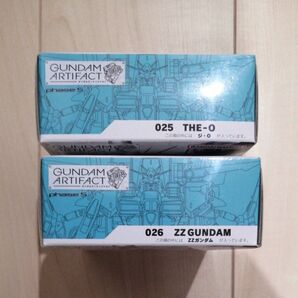 GUNDAM
ARTIFACT
phase 5
025 THE-O
この箱の中には ジ・O が入っています。
GUNDAM
ARTIFACT
phase 5
026 ZZ GUNDAM
この箱の中には ZZガンダム が入っています。